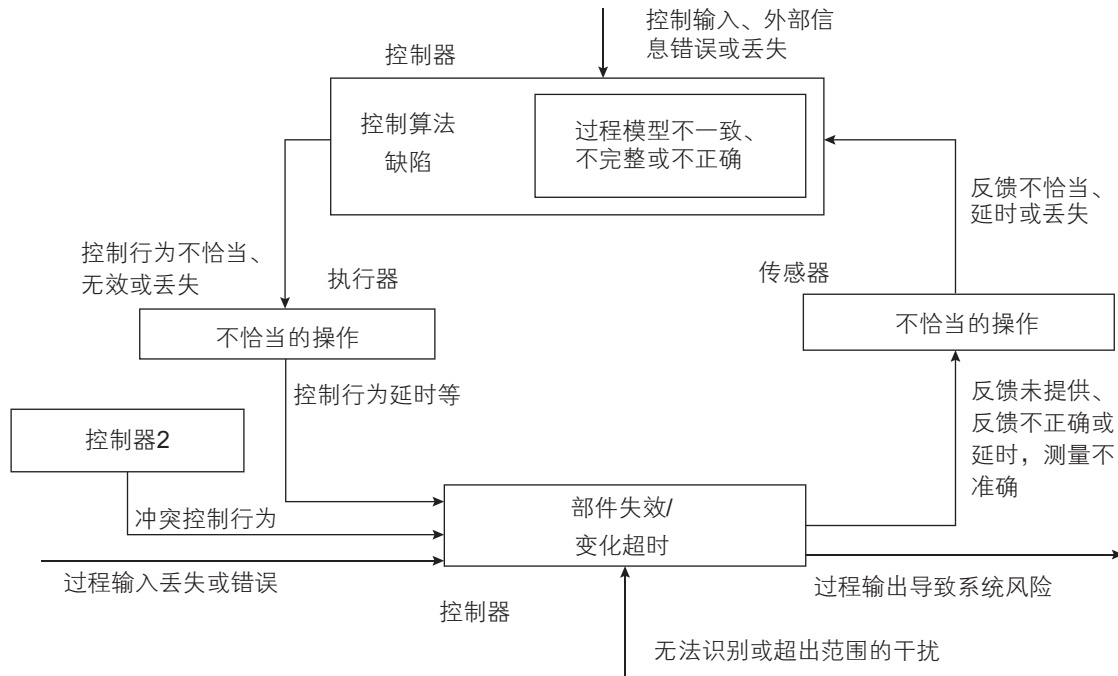 控制输入、外部信
息错误或丢失
控制器
控制算法
缺陷
过程模型不一致、
不完整或不正确
反馈不恰当、
延时或丢失
控制行为不恰当、
无效或丢失
执行器
传感器
不恰当的操作
不恰当的操作
控制行为延时等
反馈未提供、
反馈不正确或
延时，测量不
准确
控制器2
冲突控制行为
部件失效/
变化超时
过程输入丢失或错误
过程输出导致系统风险
控制器
无法识别或超出范围的干扰